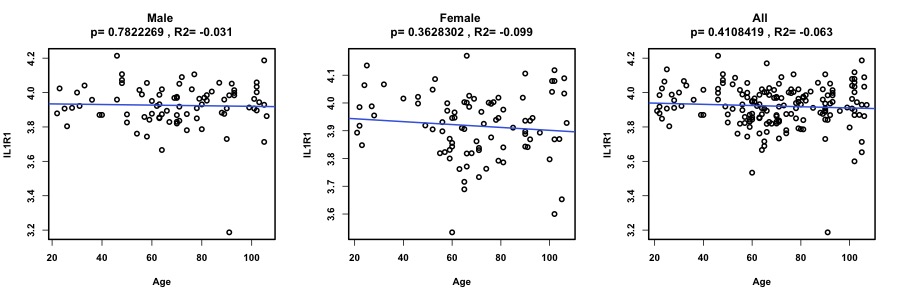 Male
p= 0.7822269 , R2= -0.031
IL1R1
4.2
4.0
3.8
3.6
3.4
3.2
20 40 60 80 100
Age
Female
p= 0.3628302 , R2= -0.099
IL1R1
4.1
4.0
3.9
3.8
3.7
3.6
20 40 60 80 100
Age
All
p= 0.4108419 , R2= -0.063
IL1R1
4.2
4.0
3.8
3.6
3.4
3.2
20 40 60 80 100
Age